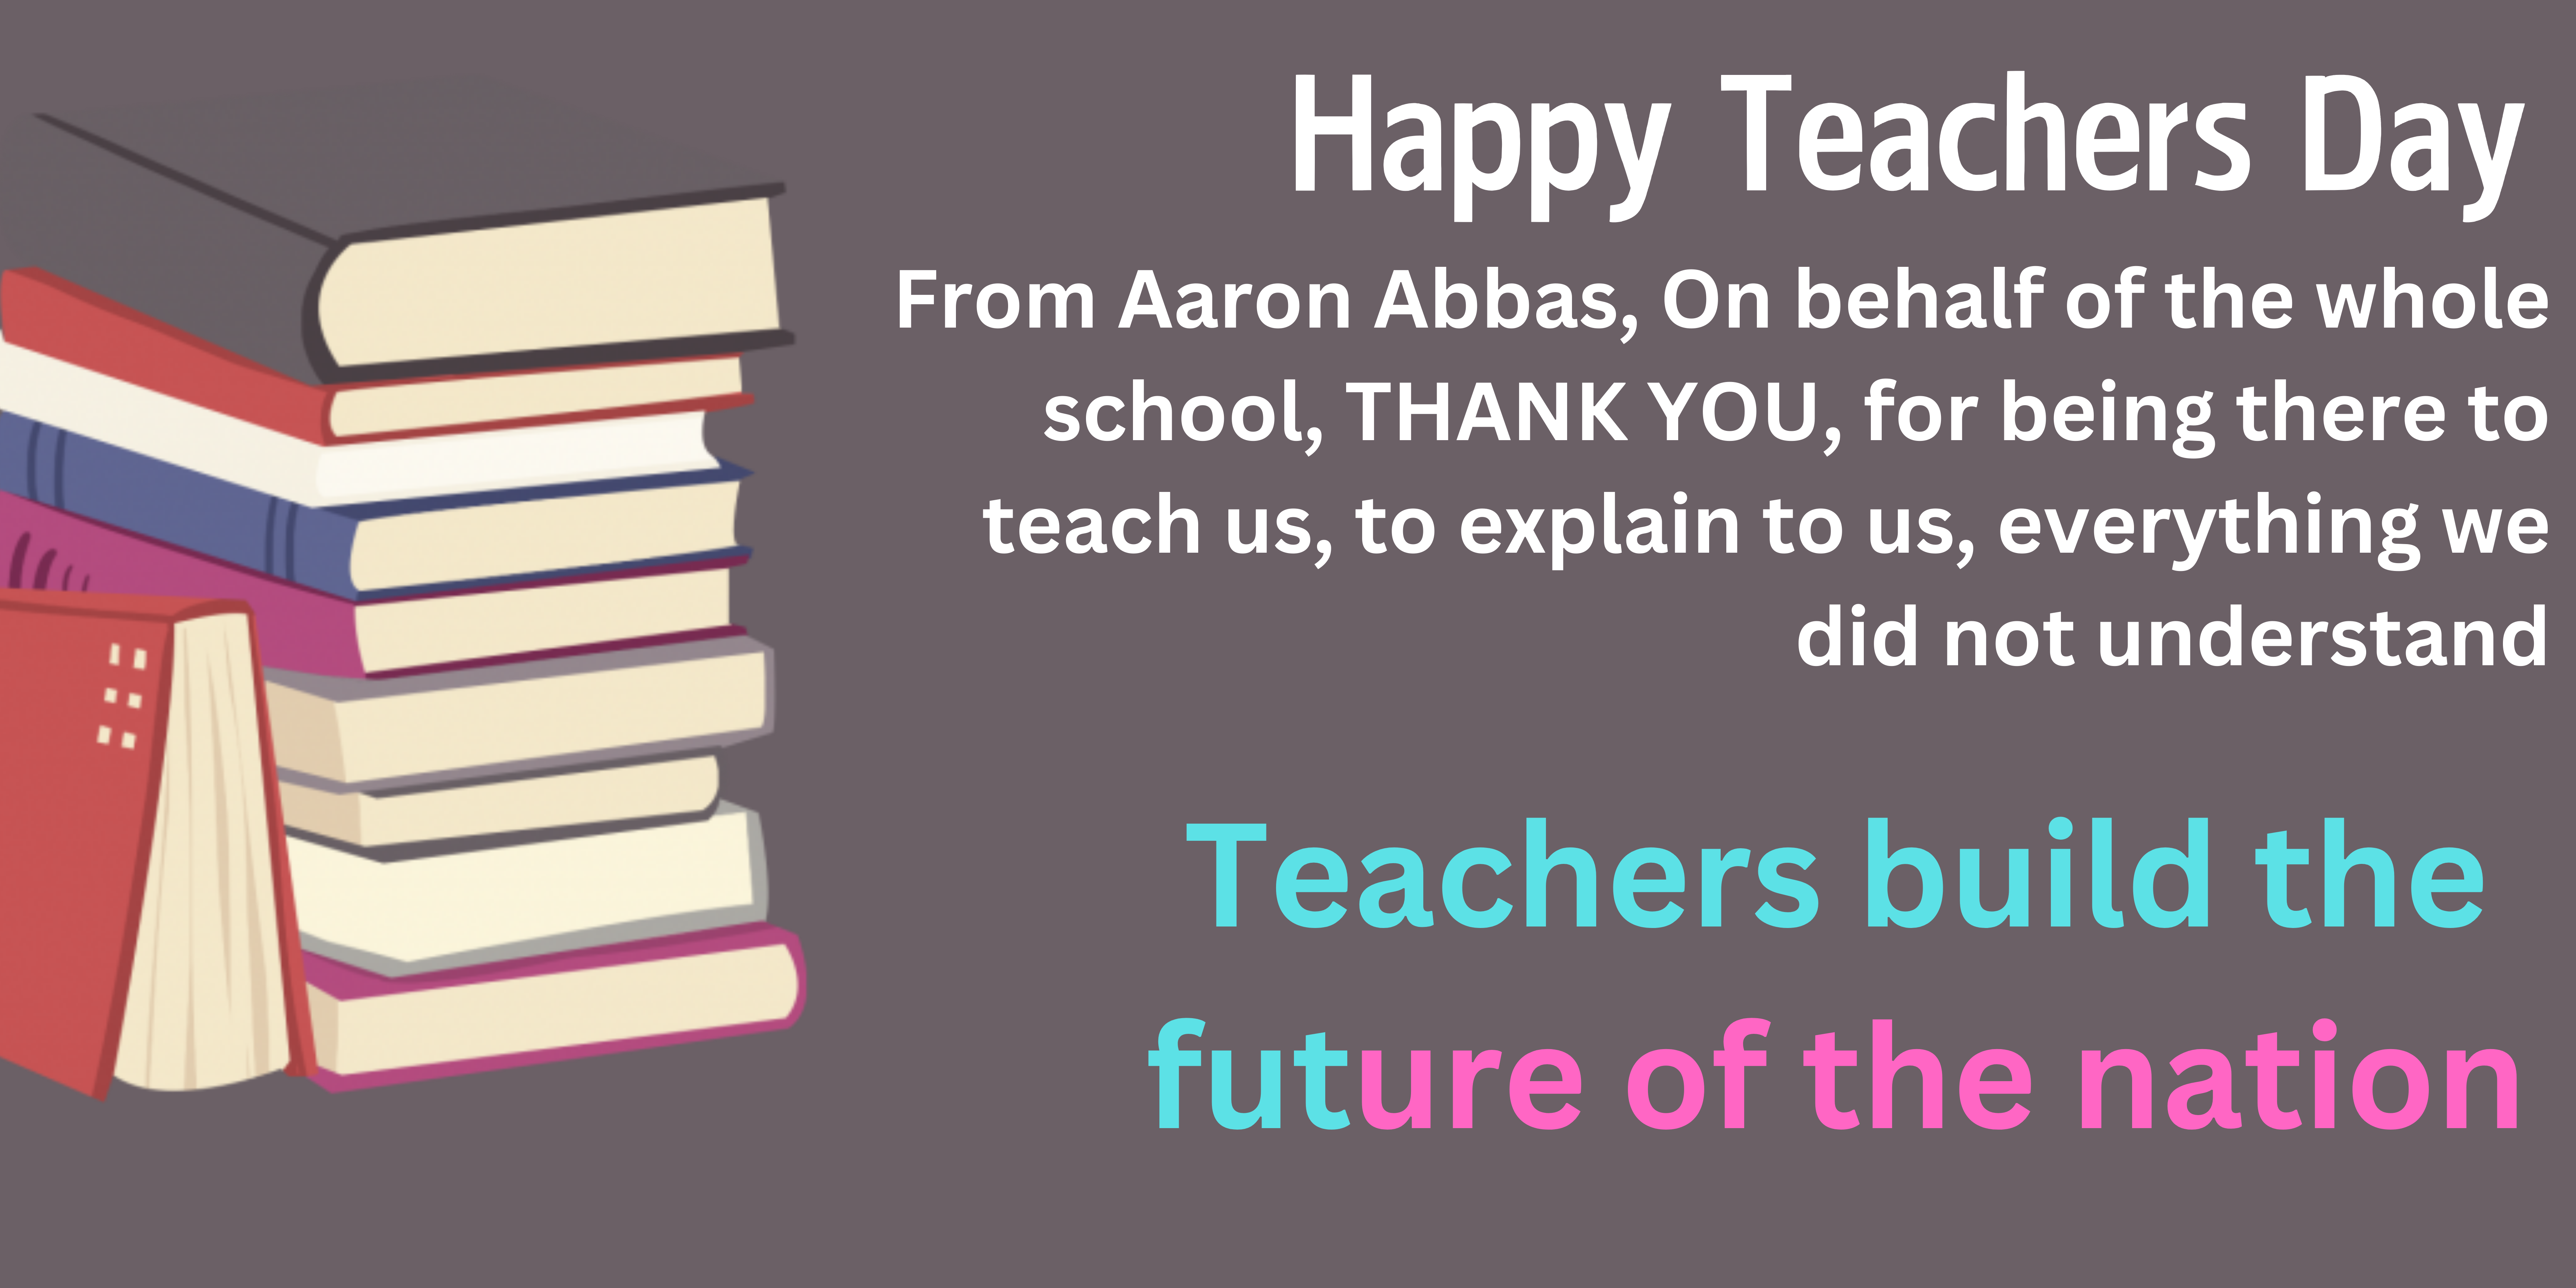 Happy Teachers Day
From Aaron Abbas, On behalf of the whole
school, THANK YOU, for being there to
teach us, to explain to us, everything we
did not understand
Teachers build the
future of the nation